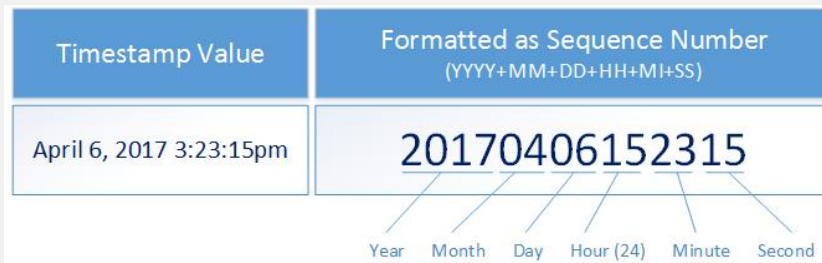 Timestamp Value
Formatted as Sequence Number
(YYYY+MM+DD+HH+MI+SS)
April 6, 2017 3:23:15pm
20170406152315
Year Month Day Hour (24) Minute Second